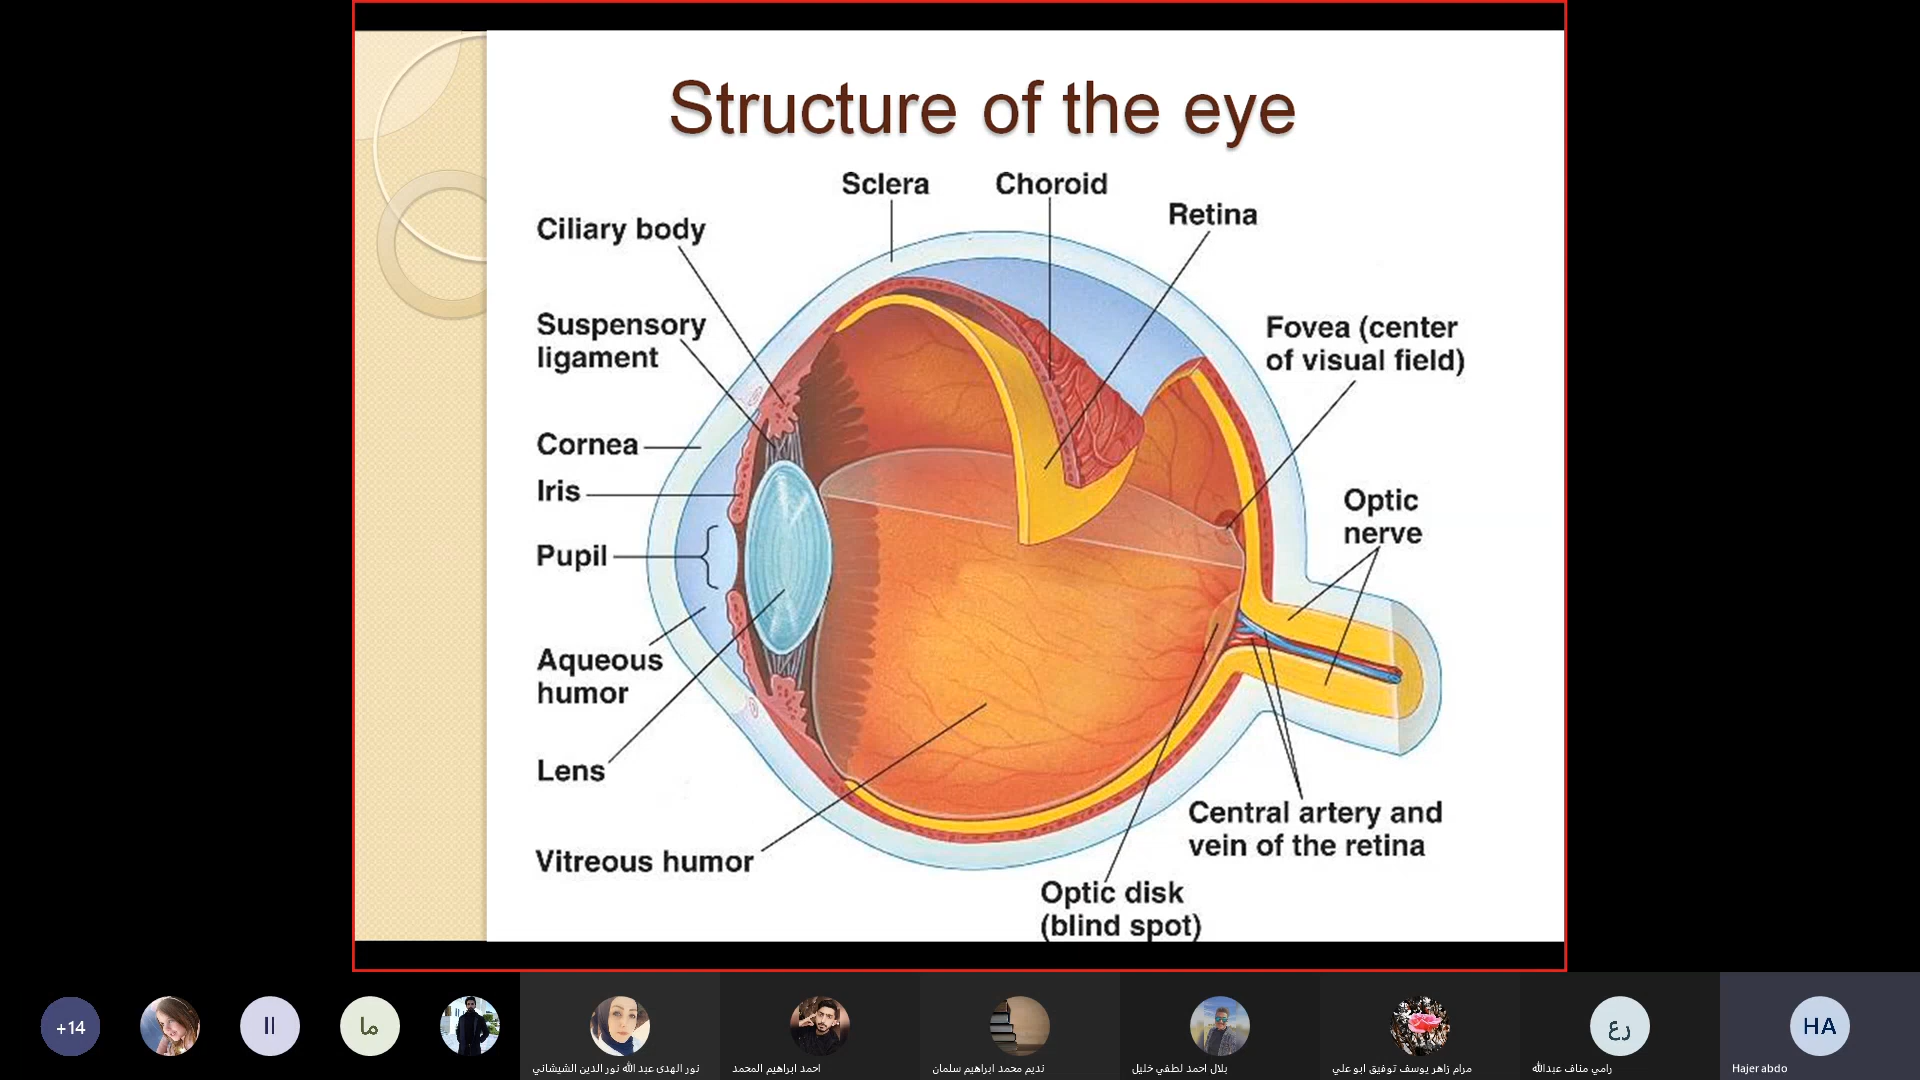 Structure of the eye
Sclera
Choroid
Retina
Ciliary body
Suspensory
ligament
Fovea (center
of visual field)
Cornea
Iris
Optic
nerve
Pupil
Aqueous
humor
Lens
Central artery and
vein of the retina
Vitreous humor
Optic disk
(blind spot)
+14
اا
ما
رع
HA
نور الهدى عبد الله نور الدين الشيشاني
احمد ابراهيم المحمد
نديم محمد ابراهيم سلمان
بلال احمد لطفي خليل
مرام زاهر يوسف توفيق ابو علي
رامي مناف عبدالله
Hajer abdo